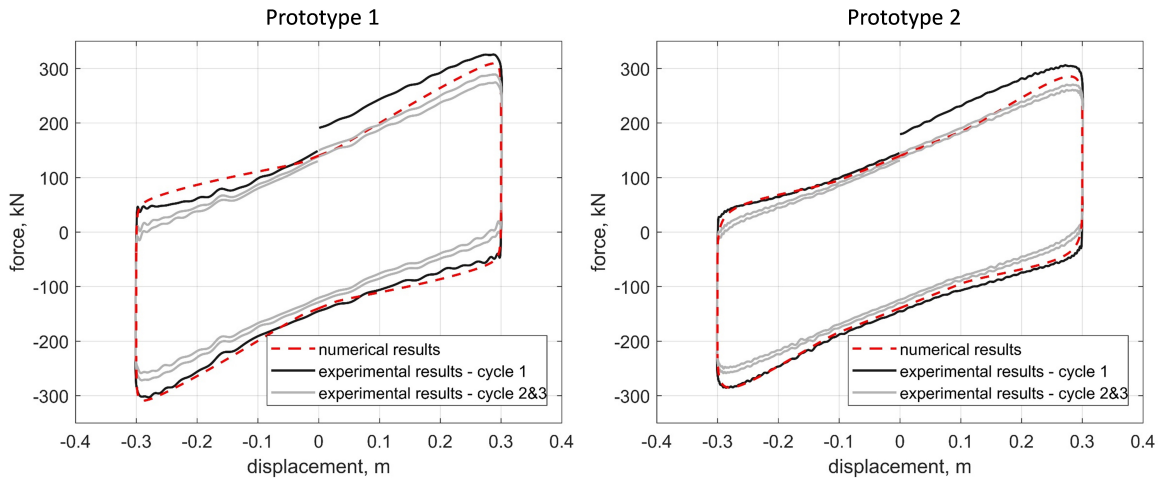 Prototype 1
300
200
100
0
-100
-200
-300
force, kN
numerical results
experimental results - cycle 1
experimental results - cycle 2&3
-0.4 -0.3 -0.2 -0.1 0 0.1 0.2 0.3 0.4
displacement, m
Prototype 2
300
200
100
0
-100
-200
-300
force, kN
numerical results
experimental results - cycle 1
experimental results - cycle 2&3
-0.4 -0.3 -0.2 -0.1 0 0.1 0.2 0.3 0.4
displacement, m